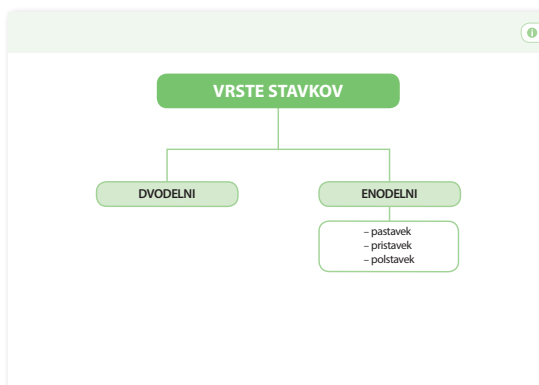 VRSTE STAVKOV
DVODELNI
ENODELNI
– pastavek
– pristavek
– polstavek